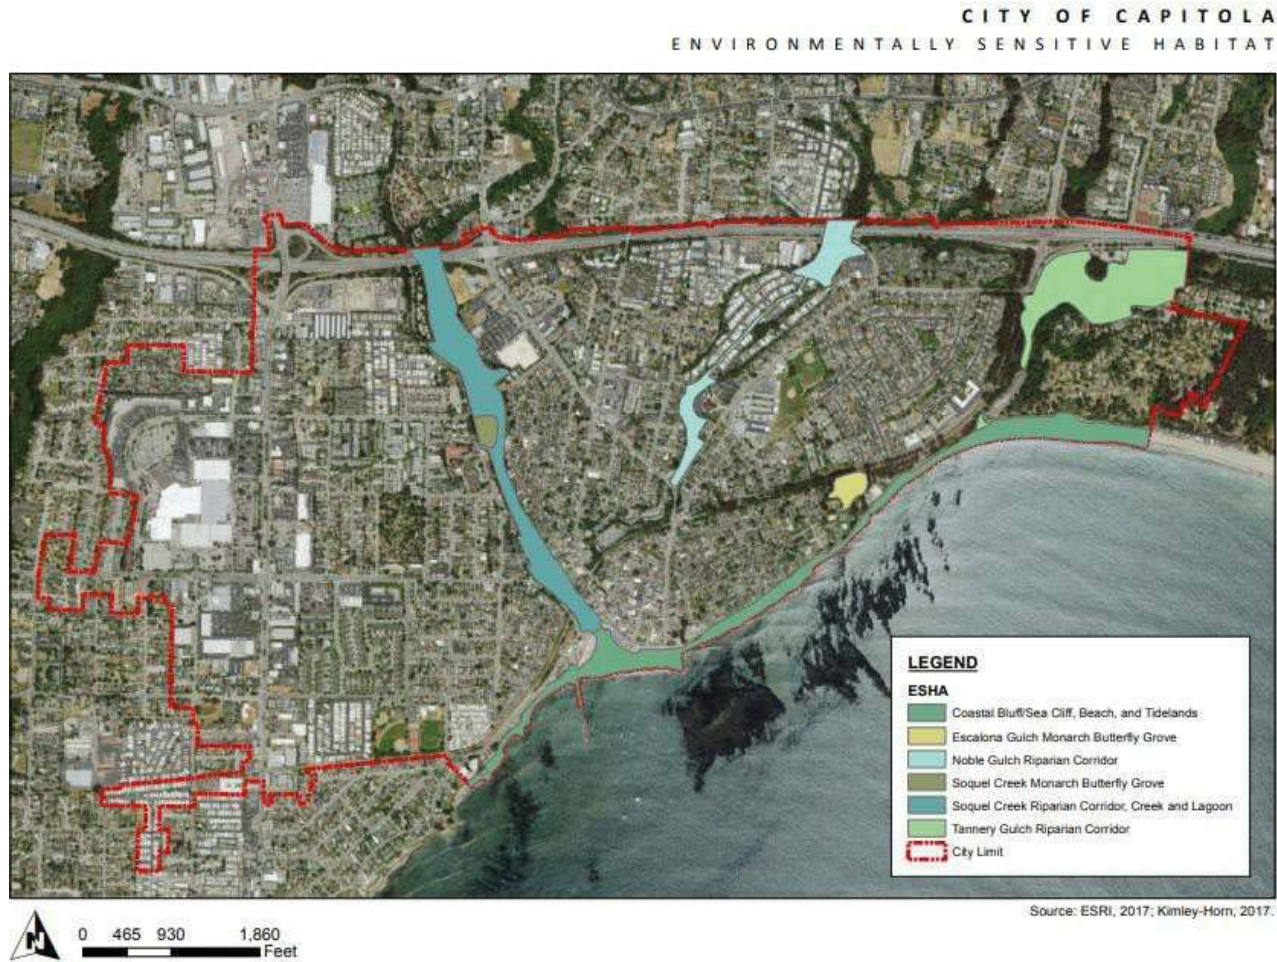 CITY OF CAPITOLA
ENVIRONMENTALLY SENSITIVE HABITAT
LEGEND
ESHA
Coastal Bluff/Sea Cliff, Beach, and Tidelands
Escalona Gulch Monarch Butterfly Grove
Noble Gulch Riparian Corridor
Soquel Creek Monarch Butterfly Grove
Soquel Creek Riparian Corridor, Creek and Lagoon
Tannery Gulch Riparian Corridor
City Limit
Source: ESRI, 2017; Kimley-Horn, 2017.
N
0 465 930 1,860
Feet